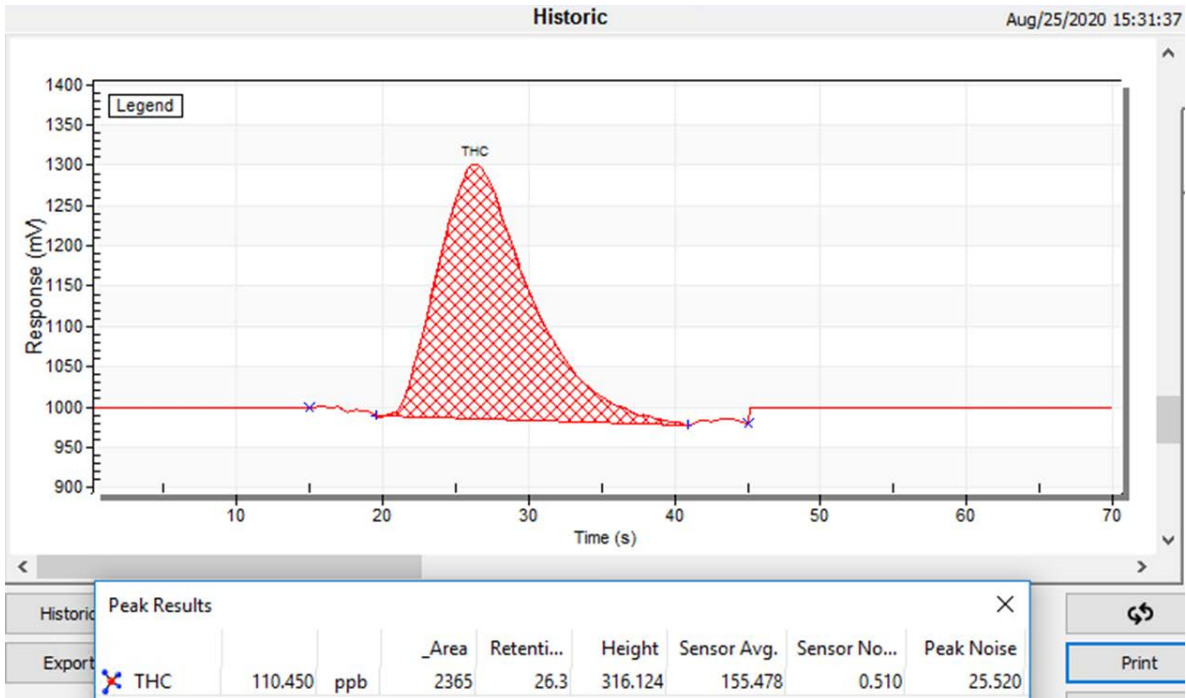 Historic
Aug/25/2020 15:31:37
1400
Legend
1350
THC
1300
1250
1200
1150
1100
1050
1000
950
900
Response (mV)
10 20 30 40 50 60 70
Time (s)
Historic
Peak Results
_Area Retenti... Height Sensor Avg. Sensor No... Peak Noise
Export
THC 110.450 ppb 2365 26.3 316.124 155.478 0.510 25.520
Print